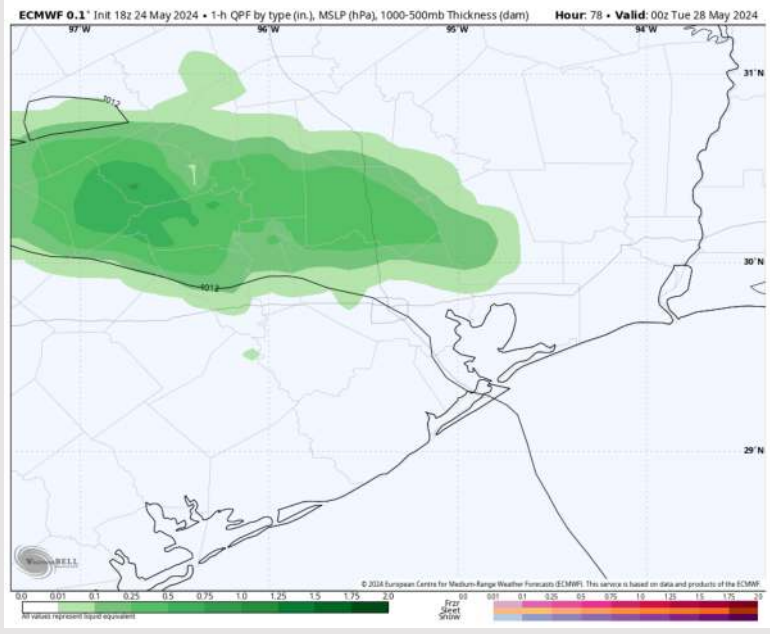 ECMWF 0.1° Init 18z 24 May 2024 • 1-h QPF by type (in.), MSLP (hPa), 1000-500mb Thickness (dam)
Hour: 78 • Valid: 00z Tue 28 May 2024
97°W 96°W 95°W 94°W
31°N
1012
30°N
1012
29°N
WeatherBELL
© 2024 European Centre for Medium-Range Weather Forecasts (ECMWF). This service is based on data and products of the ECMWF.
0.0 0.01 0.1 0.25 0.5 0.75 1.0 1.25 1.5 1.75 2.0
All values represent liquid equivalent
0.0 0.01 0.1 0.25 0.5 0.75 1.0 1.25 1.5 1.75 2.0
Frzr
Sleet
Snow